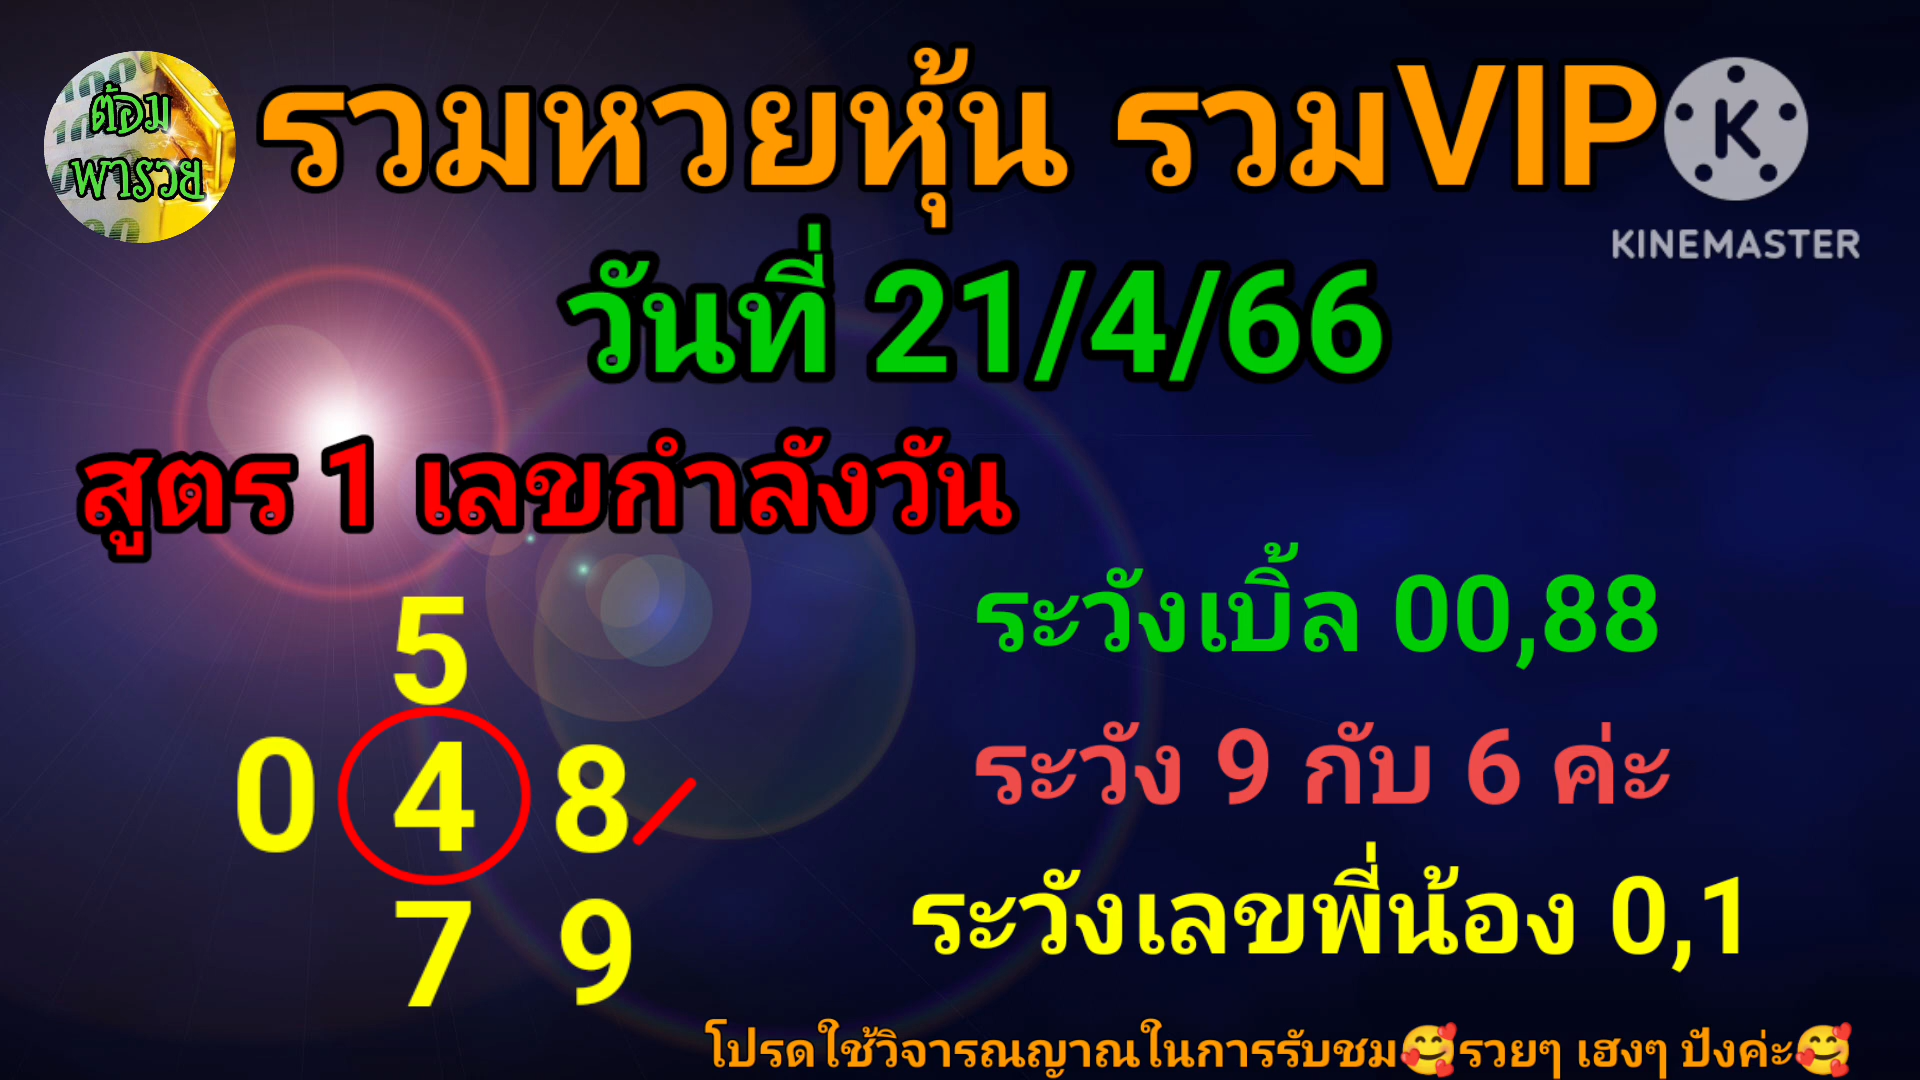 ต้อม
พารวย
รวมหวยหุ้น รวมVIP
K
KINEMASTER
วันที่ 21/4/66
สูตร 1 เลขกำลังวัน
5
0 4 8
7 9
ระวังเบิ้ล 00,88
ระวัง 9 กับ 6 ค่ะ
ระวังเลขพี่น้อง 0,1
โปรดใช้วิจารณญาณในการรับชม🥰รวยๆ เฮงๆ ปังค่ะ🥰